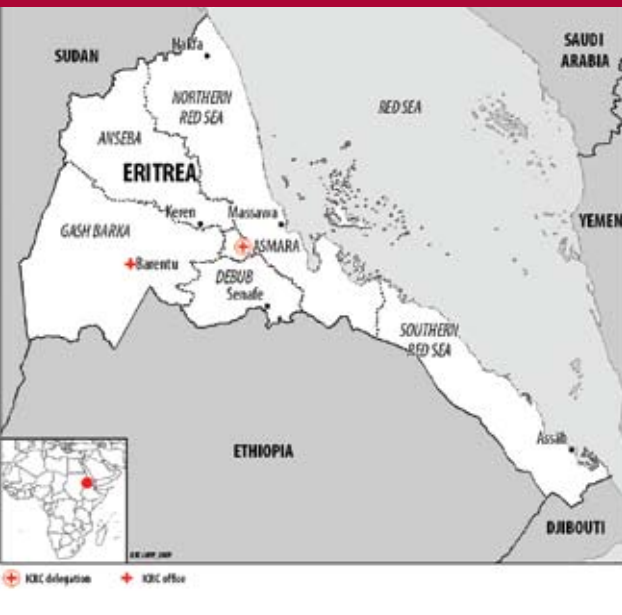 SUDAN
Nakfa
SAUDI
ARABIA
NORTHERN
RED SEA
RED SEA
ANSEBA
ERITREA
Keren
Massawa
YEMEN
GASH BARKA
ASMARA
Barentu
DEBUB
Senafe
SOUTHERN
RED SEA
ETHIOPIA
Assab
DJIBOUTI
ICRC delegation
ICRC office